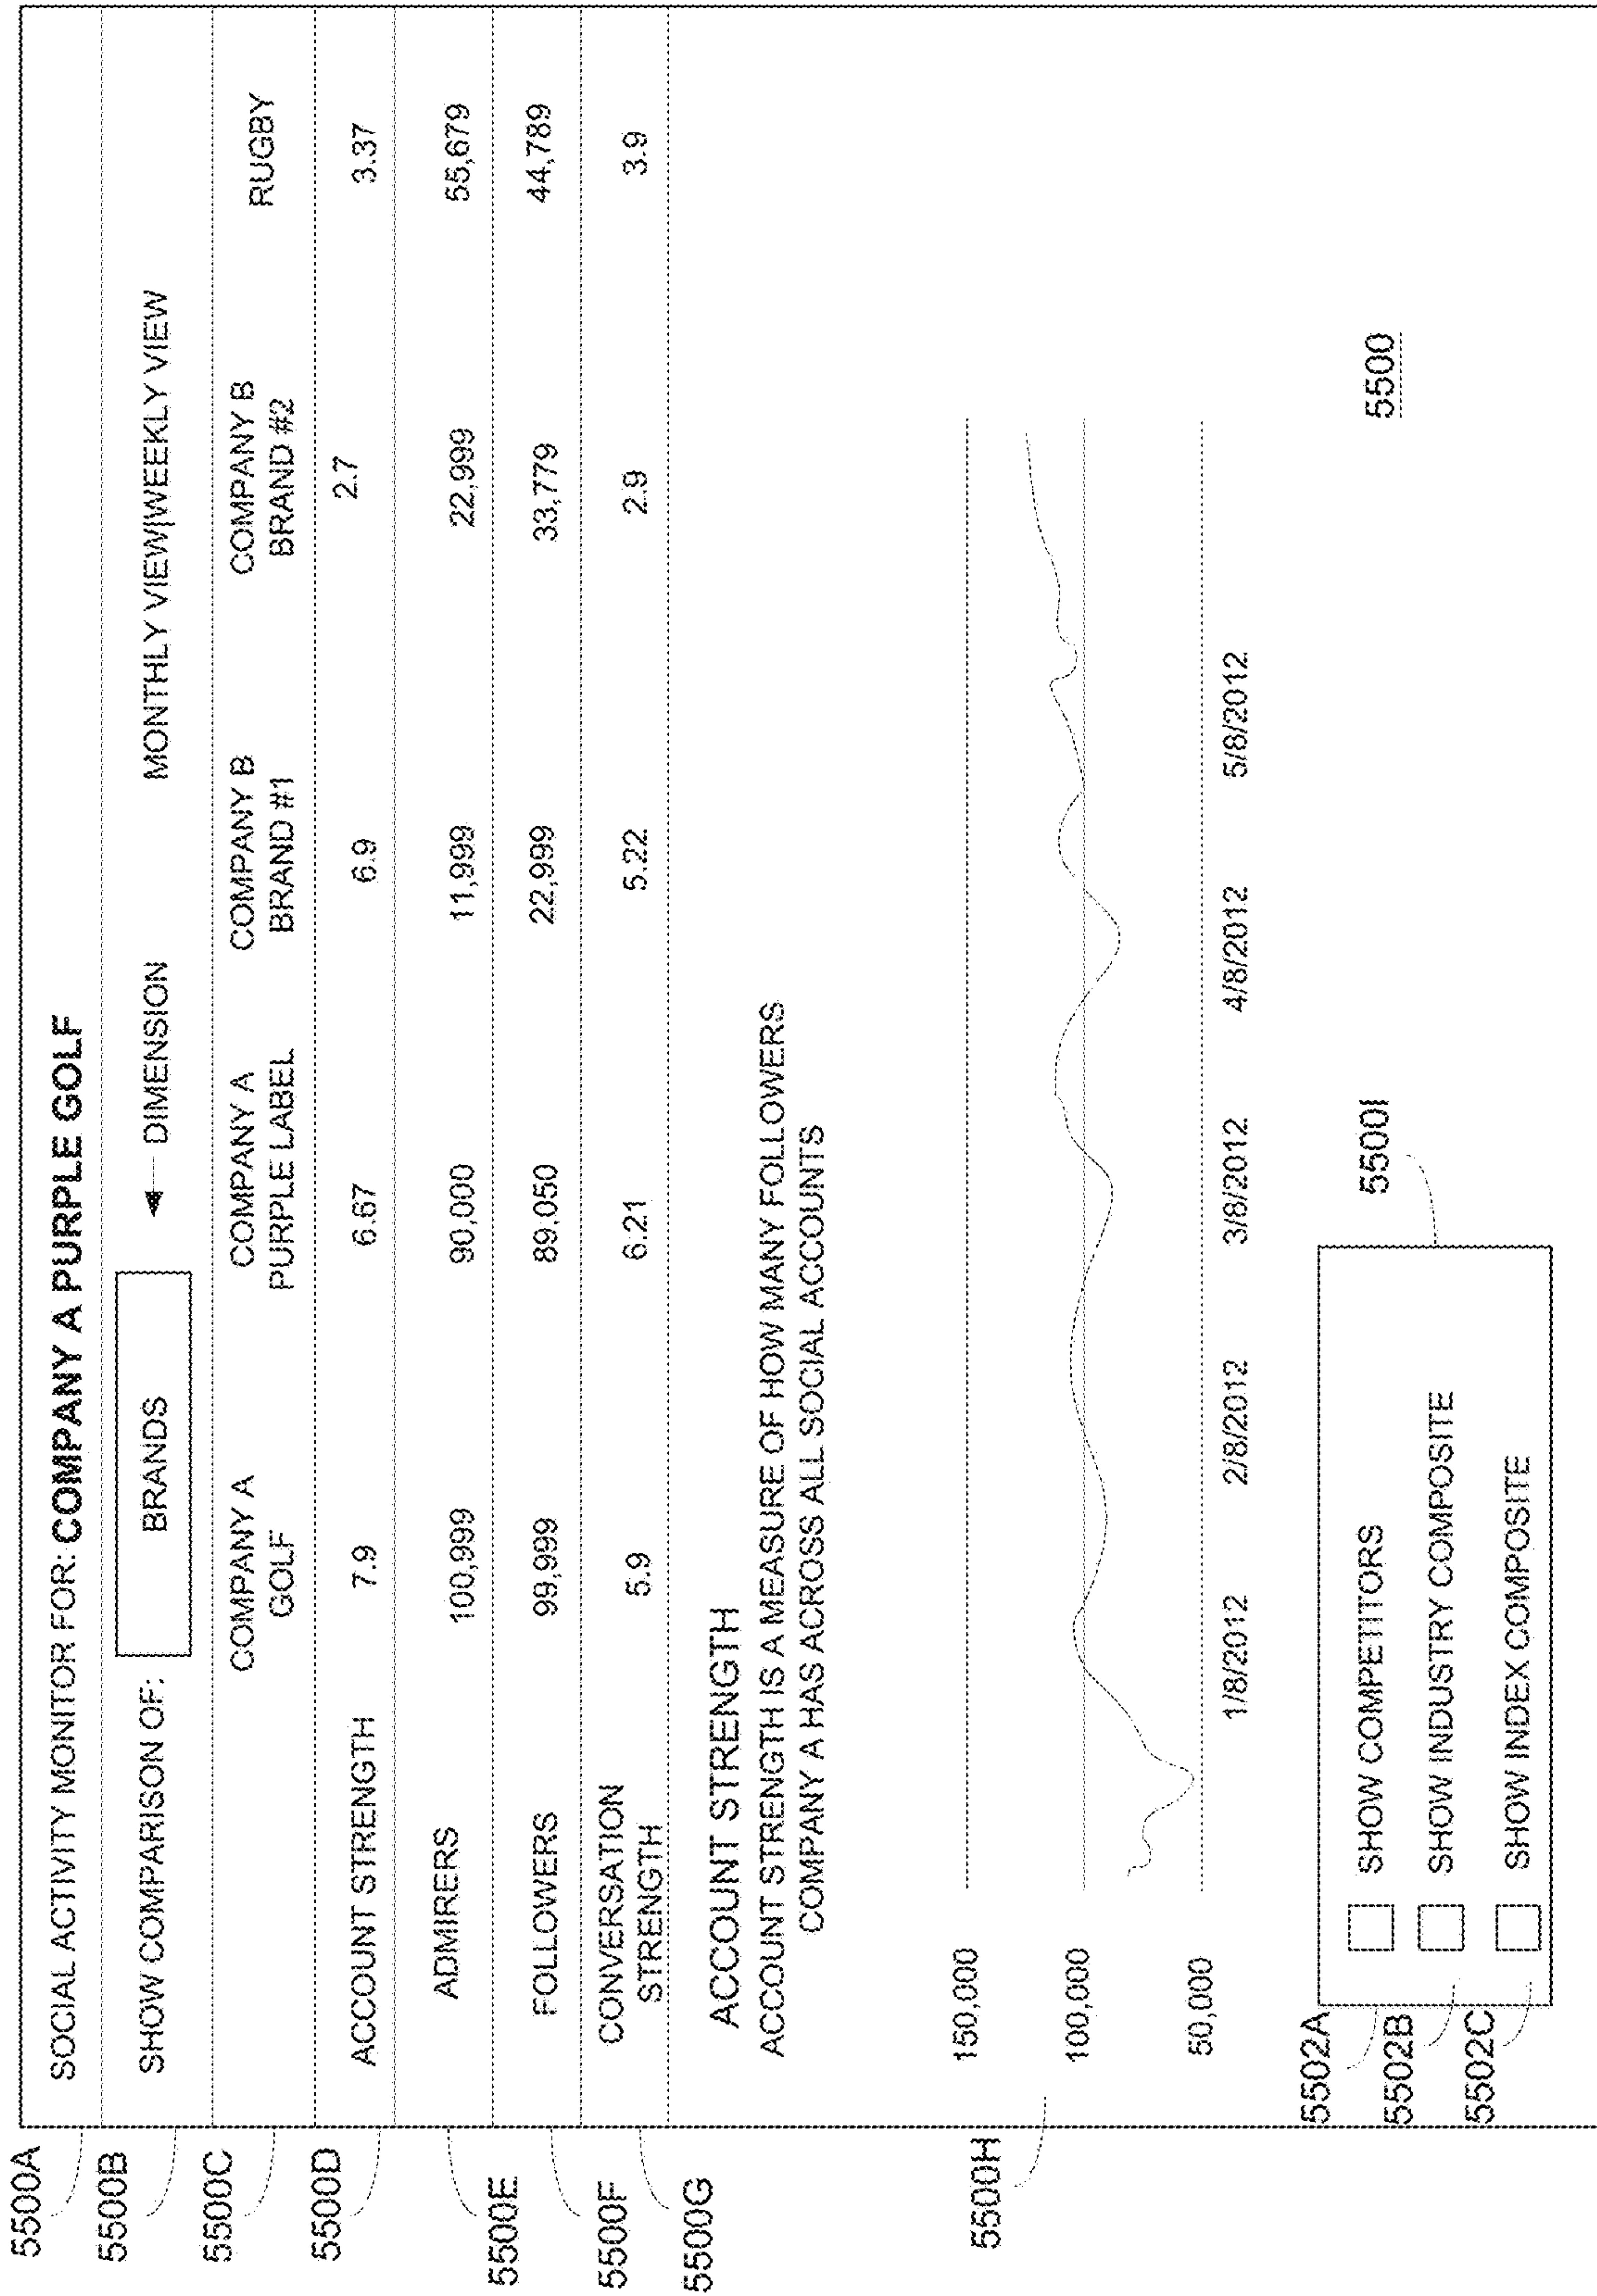 5500A
SOCIAL ACTIVITY MONITOR FOR: COMPANY A PURPLE GOLF
5500B
SHOW COMPARISON OF: BRANDS DIMENSION MONTHLY VIEW|WEEKLY VIEW
5500C
COMPANY A GOLF
COMPANY A PURPLE LABEL
COMPANY B BRAND #1
COMPANY B BRAND #2
RUGBY
5500D
ACCOUNT STRENGTH 7.9 6.67 6.9 2.7 3.37
5500E
ADMIRERS 100,999 90,000 11,999 22,999 55,679
5500F
FOLLOWERS 99,999 89,050 22,999 33,779 44,789
5500G
CONVERSATION STRENGTH 5.9 6.21 5.22 2.9 3.9
ACCOUNT STRENGTH
ACCOUNT STRENGTH IS A MEASURE OF HOW MANY FOLLOWERS
COMPANY A HAS ACROSS ALL SOCIAL ACCOUNTS
5500H
150,000
100,000
50,000
1/8/2012 2/8/2012 3/8/2012 4/8/2012 5/8/2012
5502A
SHOW COMPETITORS
5502B
SHOW INDUSTRY COMPOSITE
5502C
SHOW INDEX COMPOSITE
5500I
5500